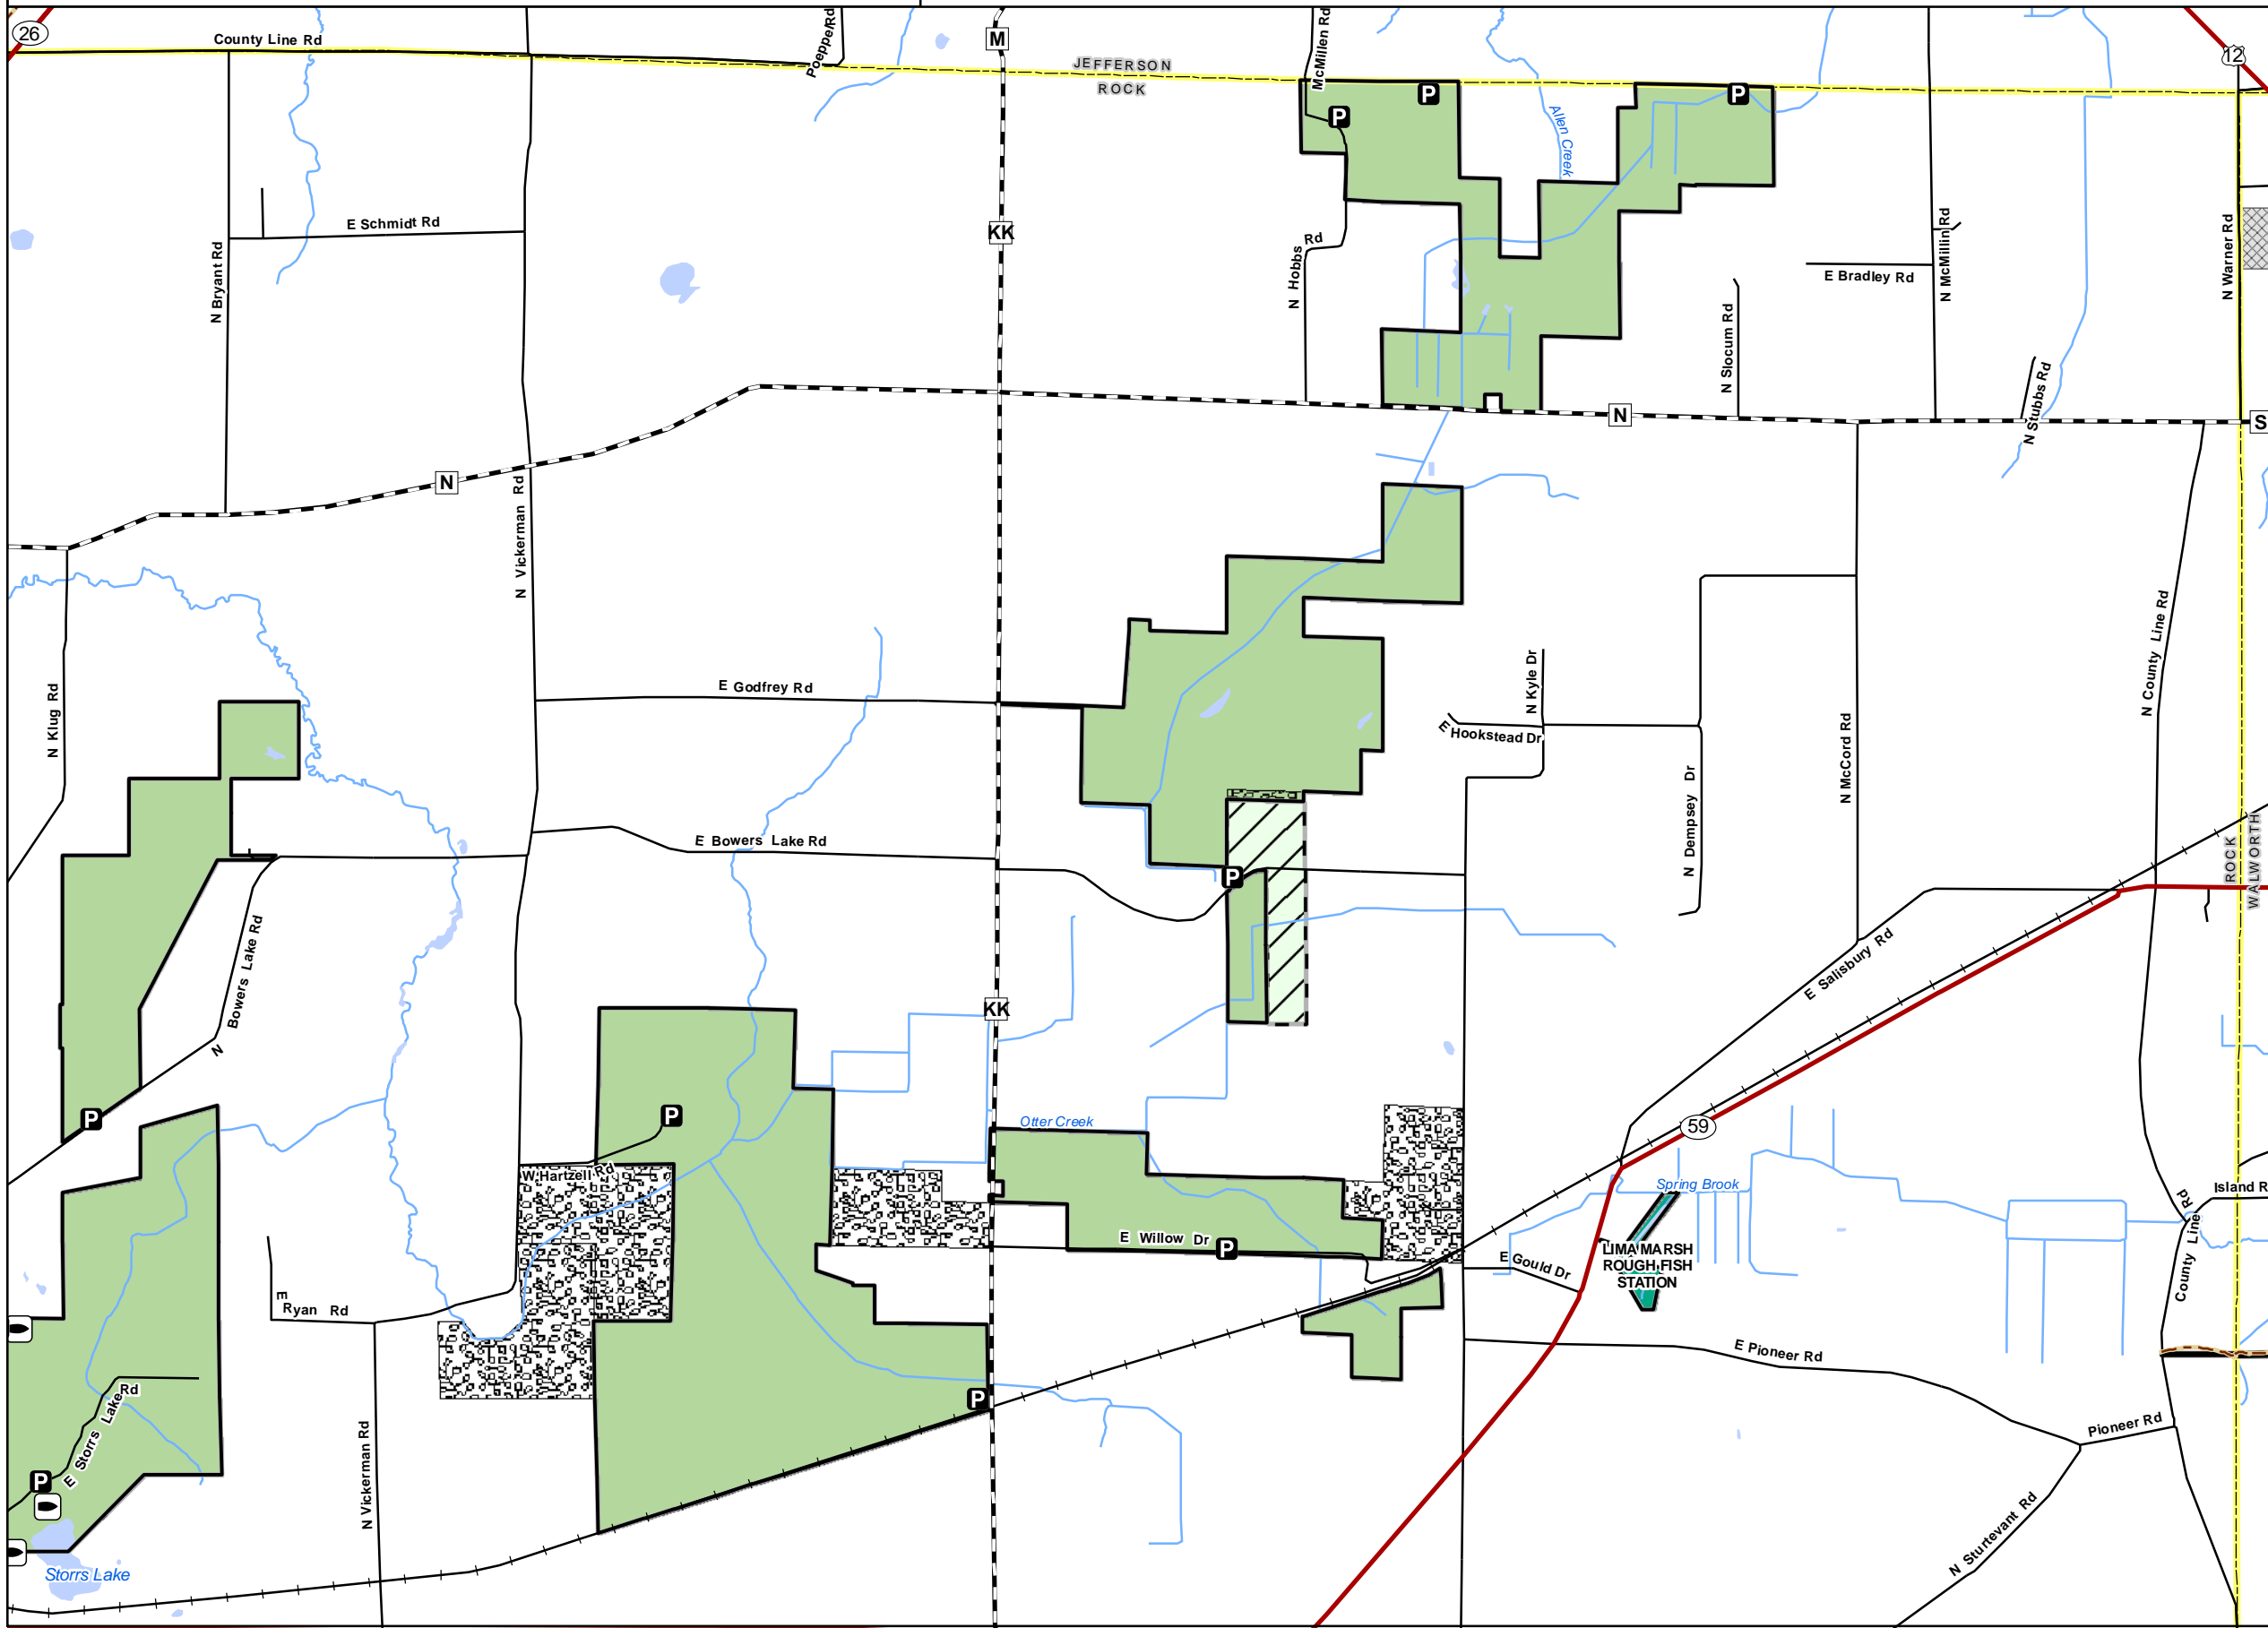 26
County Line Rd
Poepper Rd
M
McMillen Rd
JEFFERSON
ROCK
P
P
P
12
Allen Creek
E Schmidt Rd
N Bryant Rd
KK
N Hobbs Rd
E Bradley Rd
N McMillin Rd
N Warner Rd
N Slocum Rd
N Stubbs Rd
N
N
S
N Vickerman Rd
N Klug Rd
E Godfrey Rd
N Kyle Dr
E Hookstead Dr
N Dempsey Dr
N McCord Rd
N County Line Rd
E Bowers Lake Rd
P
ROCK
WALWORTH
N Bowers Lake Rd
E Salisbury Rd
KK
P
P
Otter Creek
59
W Hartzell Rd
Spring Brook
Island R
E Willow Dr
P
E Gould Dr
LIMA MARSH
ROUGH FISH
STATION
County Line Rd
E Ryan Rd
E Pioneer Rd
E Storrs Lake Rd
P
P
Pioneer Rd
N Vickerman Rd
N Sturtevant Rd
Storrs Lake